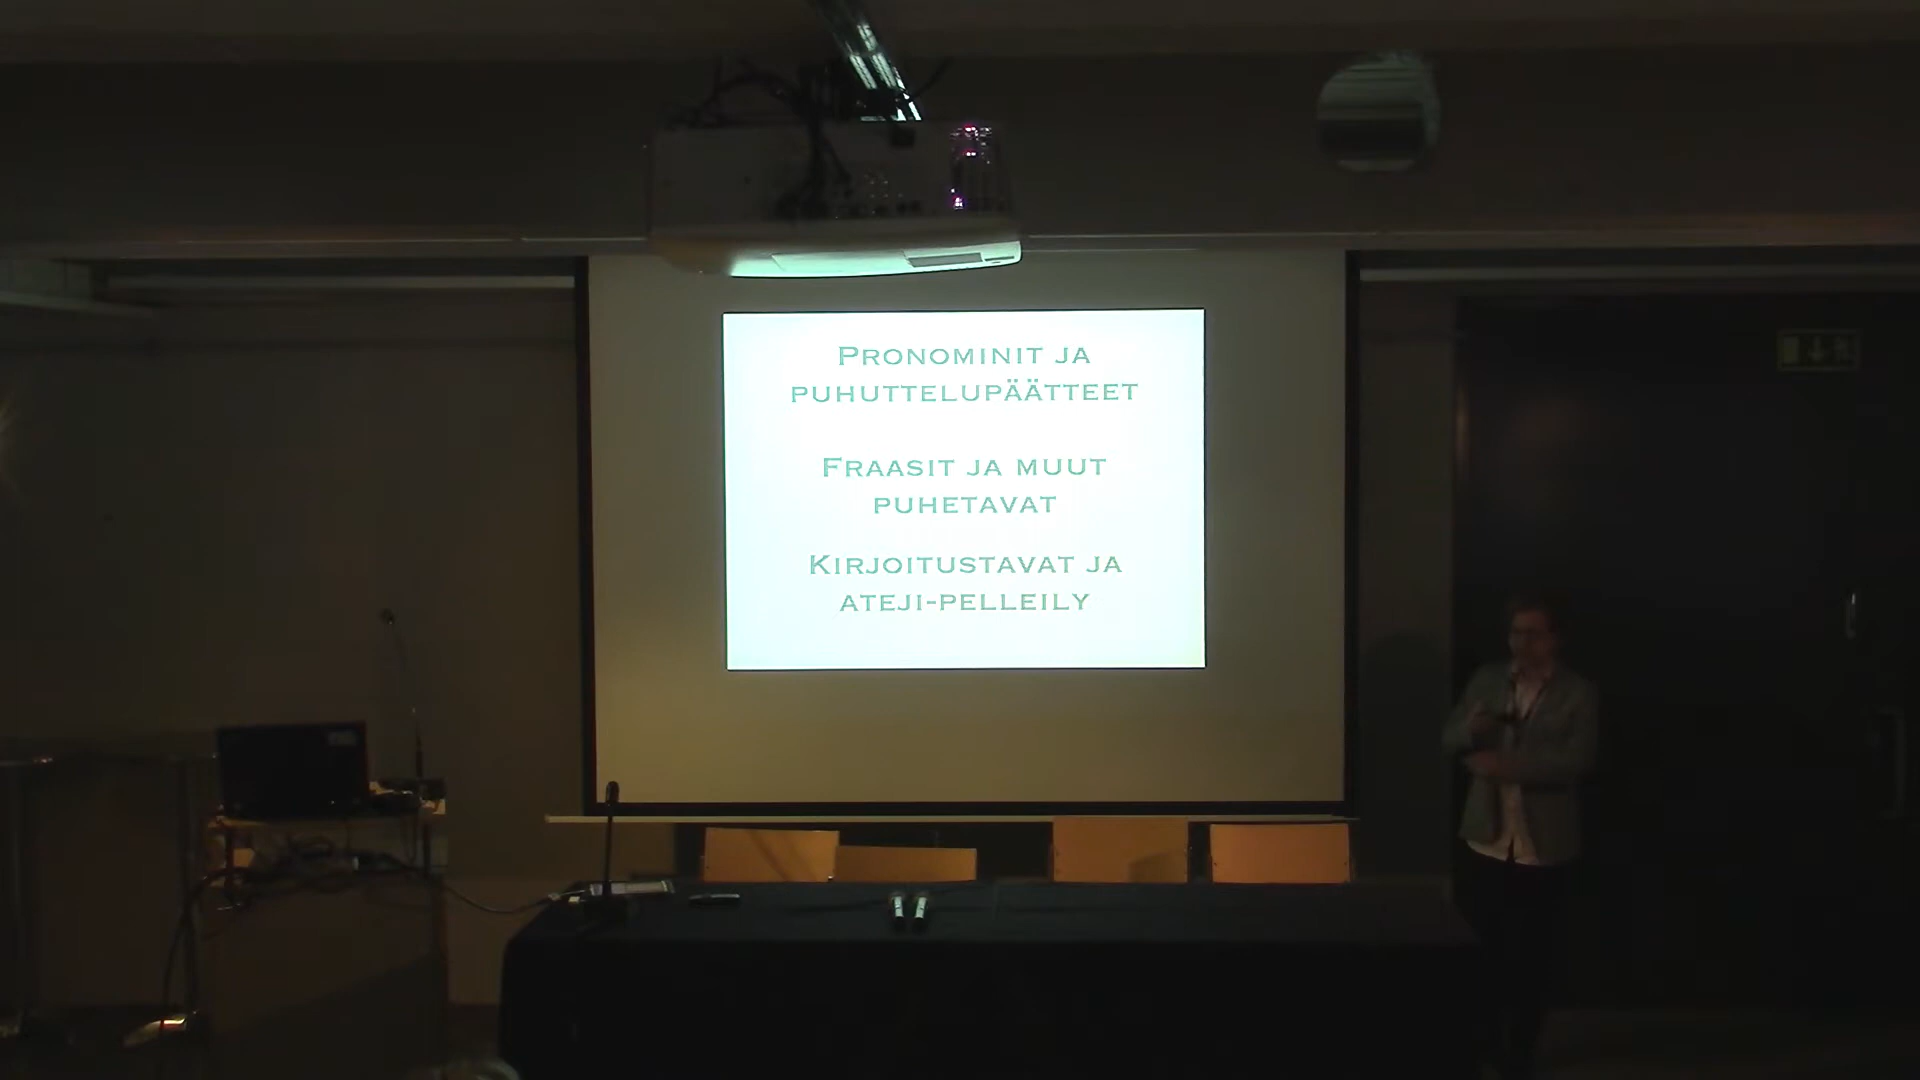 Pronominit ja
puhuttelupäätteet
Fraasit ja muut
puhetavat
Kirjoitustavat ja
ateji-pelleily